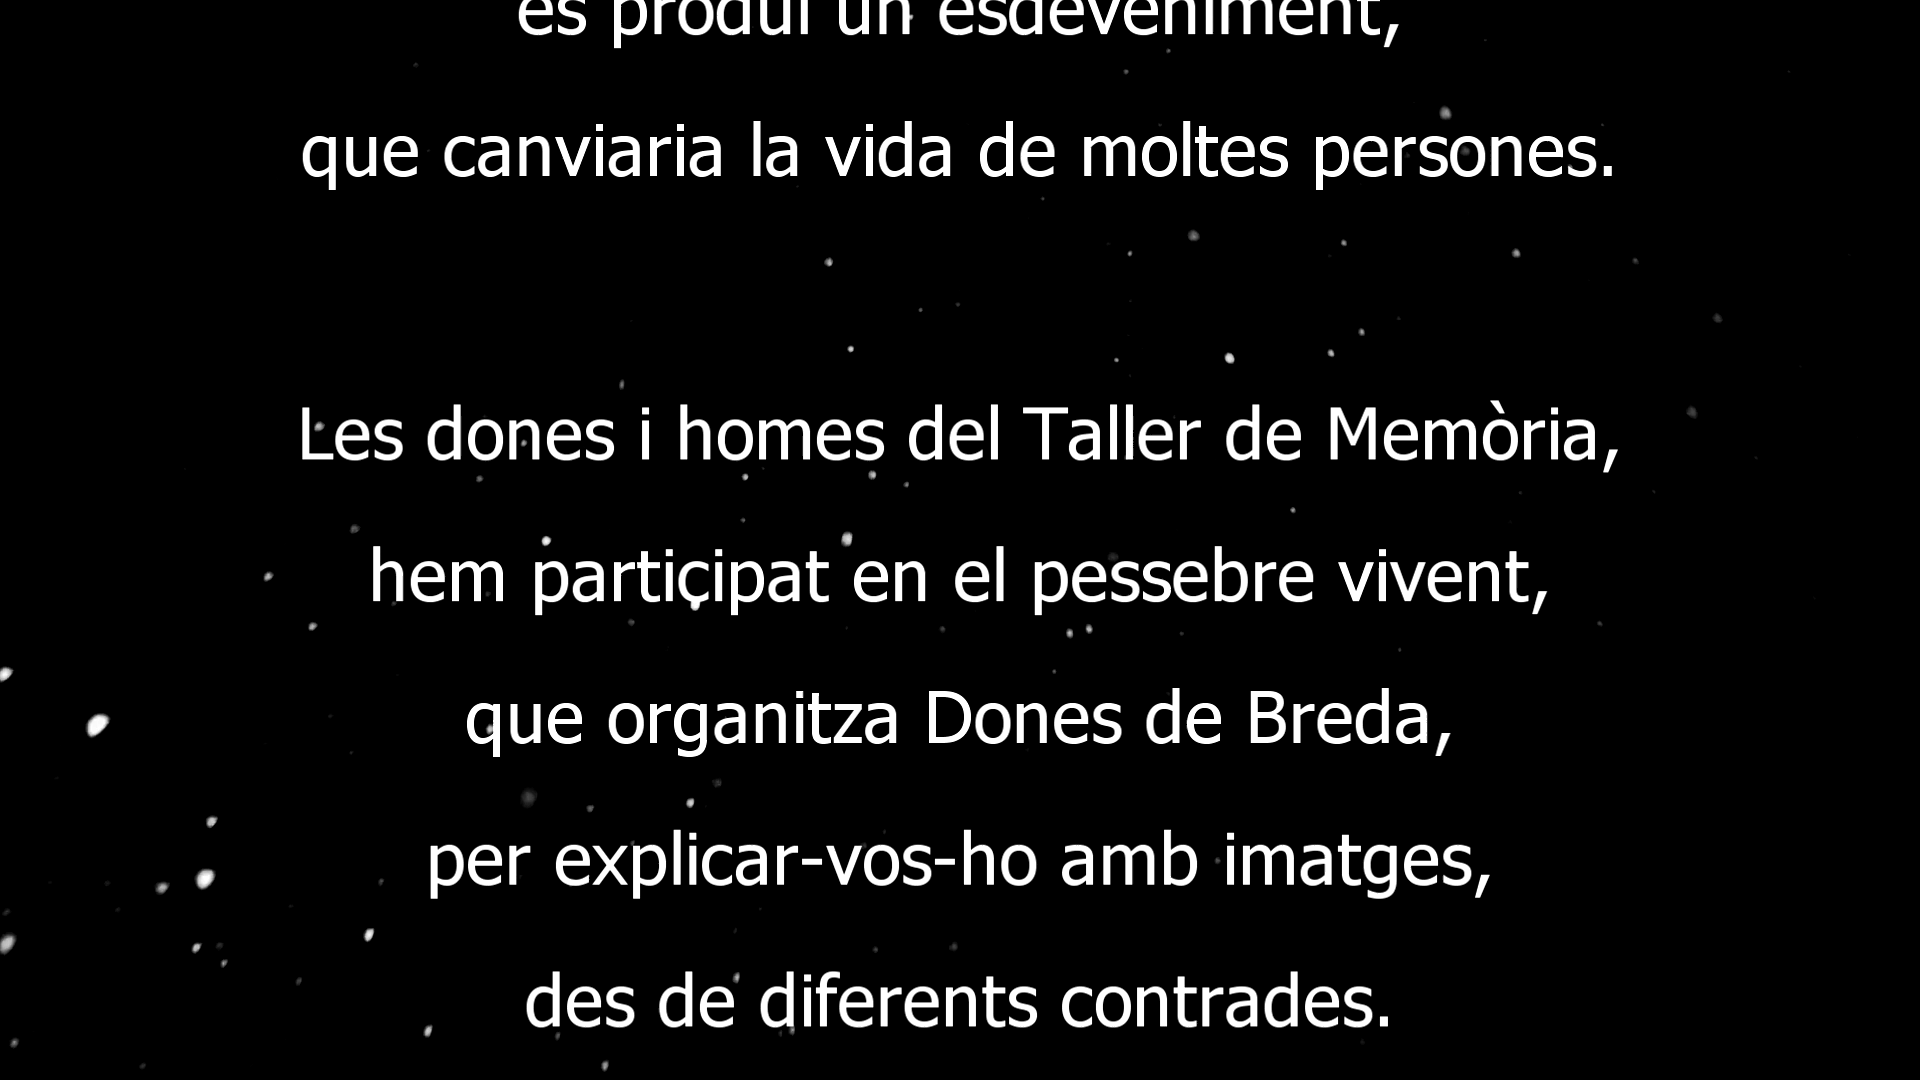 es produí un esdeveniment,
que canviaria la vida de moltes persones.
Les dones i homes del Taller de Memòria,
hem participat en el pessebre vivent,
que organitza Dones de Breda,
per explicar-vos-ho amb imatges,
des de diferents contrades.